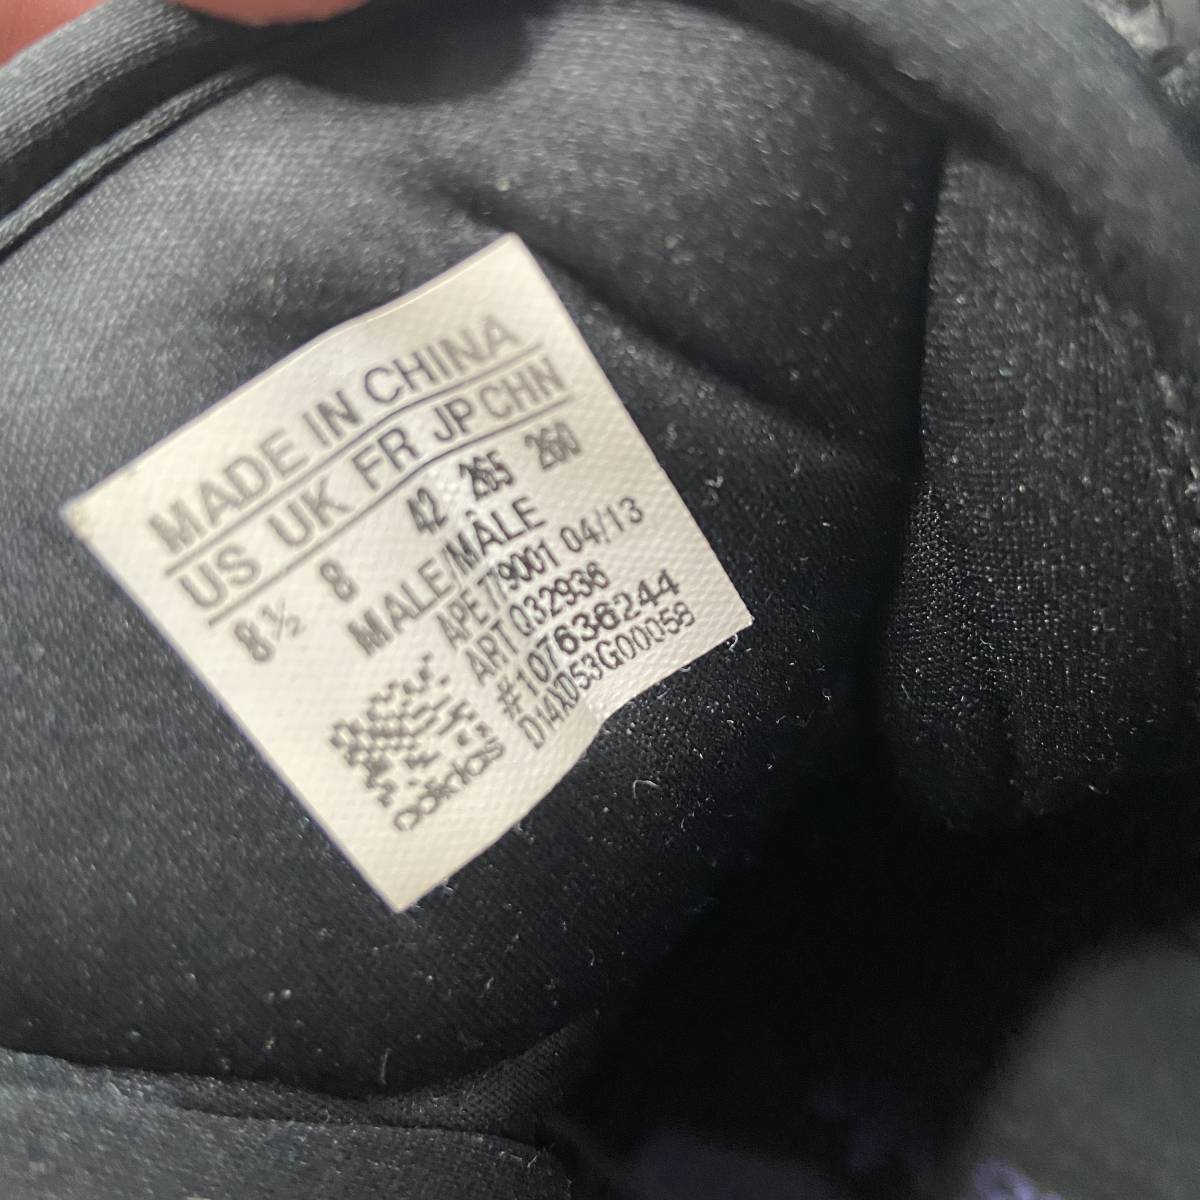 MADE IN CHINA
US UK FR JP CHN
8½ 8 42 265 260
MALE/MÂLE
APE 779001 04/13
ART Q32936
#107636244
D14XD53G00058
adidas